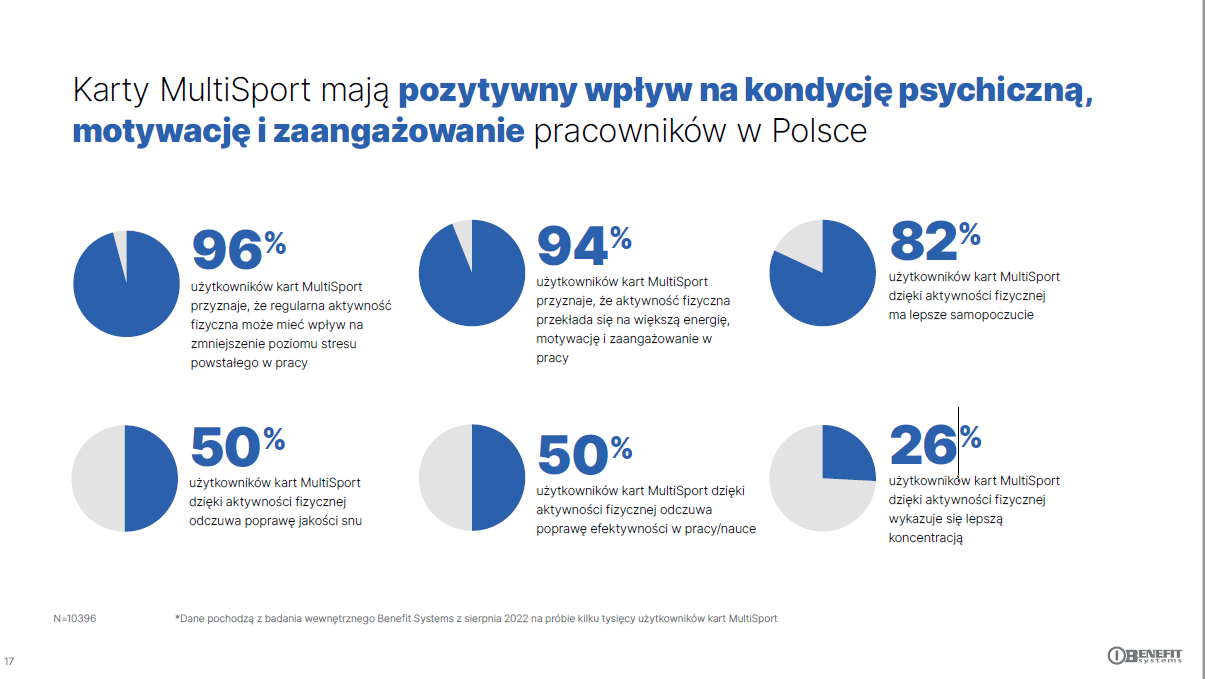 Karty MultiSport mają pozytywny wpływ na kondycję psychiczną,
motywację i zaangażowanie pracowników w Polsce
96%
użytkowników kart MultiSport
przyznaje, że regularna aktywność
fizyczna może mieć wpływ na
zmniejszenie poziomu stresu
powstałego w pracy
94%
użytkowników kart MultiSport
przyznaje, że aktywność fizyczna
przekłada się na większą energię,
motywację i zaangażowanie w
pracy
82%
użytkowników kart MultiSport
dzięki aktywności fizycznej
ma lepsze samopoczucie
50%
użytkowników kart MultiSport
dzięki aktywności fizycznej
odczuwa poprawę jakości snu
50%
użytkowników kart MultiSport dzięki
aktywności fizycznej odczuwa
poprawę efektywności w pracy/nauce
26%
użytkowników kart MultiSport
dzięki aktywności fizycznej
wykazuje się lepszą
koncentracją
N=10396
*Dane pochodzą z badania wewnętrznego Benefit Systems z sierpnia 2022 na próbie kilku tysięcy użytkowników kart MultiSport
17
BENEFIT
systems